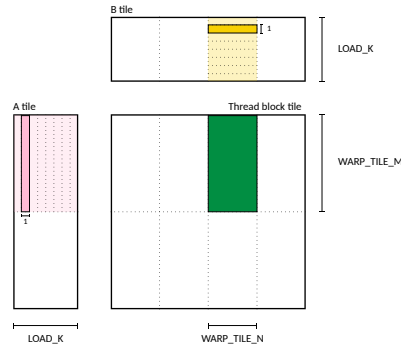 B tile
1
LOAD_K
A tile
Thread block tile
WARP_TILE_M
1
LOAD_K
WARP_TILE_N